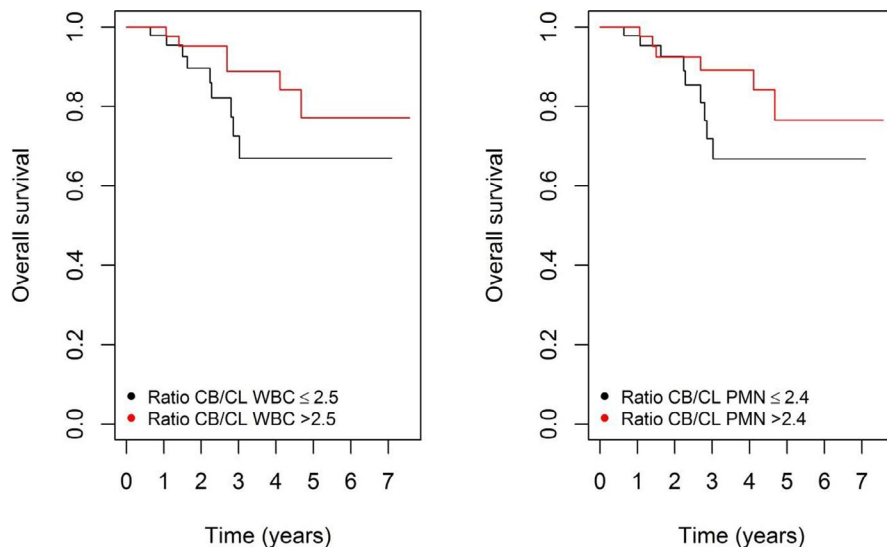 Overall survival
1.0
0.8
0.6
0.4
0.2
0.0
Ratio CB/CL WBC ≤ 2.5
Ratio CB/CL WBC >2.5
0 1 2 3 4 5 6 7
Time (years)
Overall survival
1.0
0.8
0.6
0.4
0.2
0.0
Ratio CB/CL PMN ≤ 2.4
Ratio CB/CL PMN >2.4
0 1 2 3 4 5 6 7
Time (years)